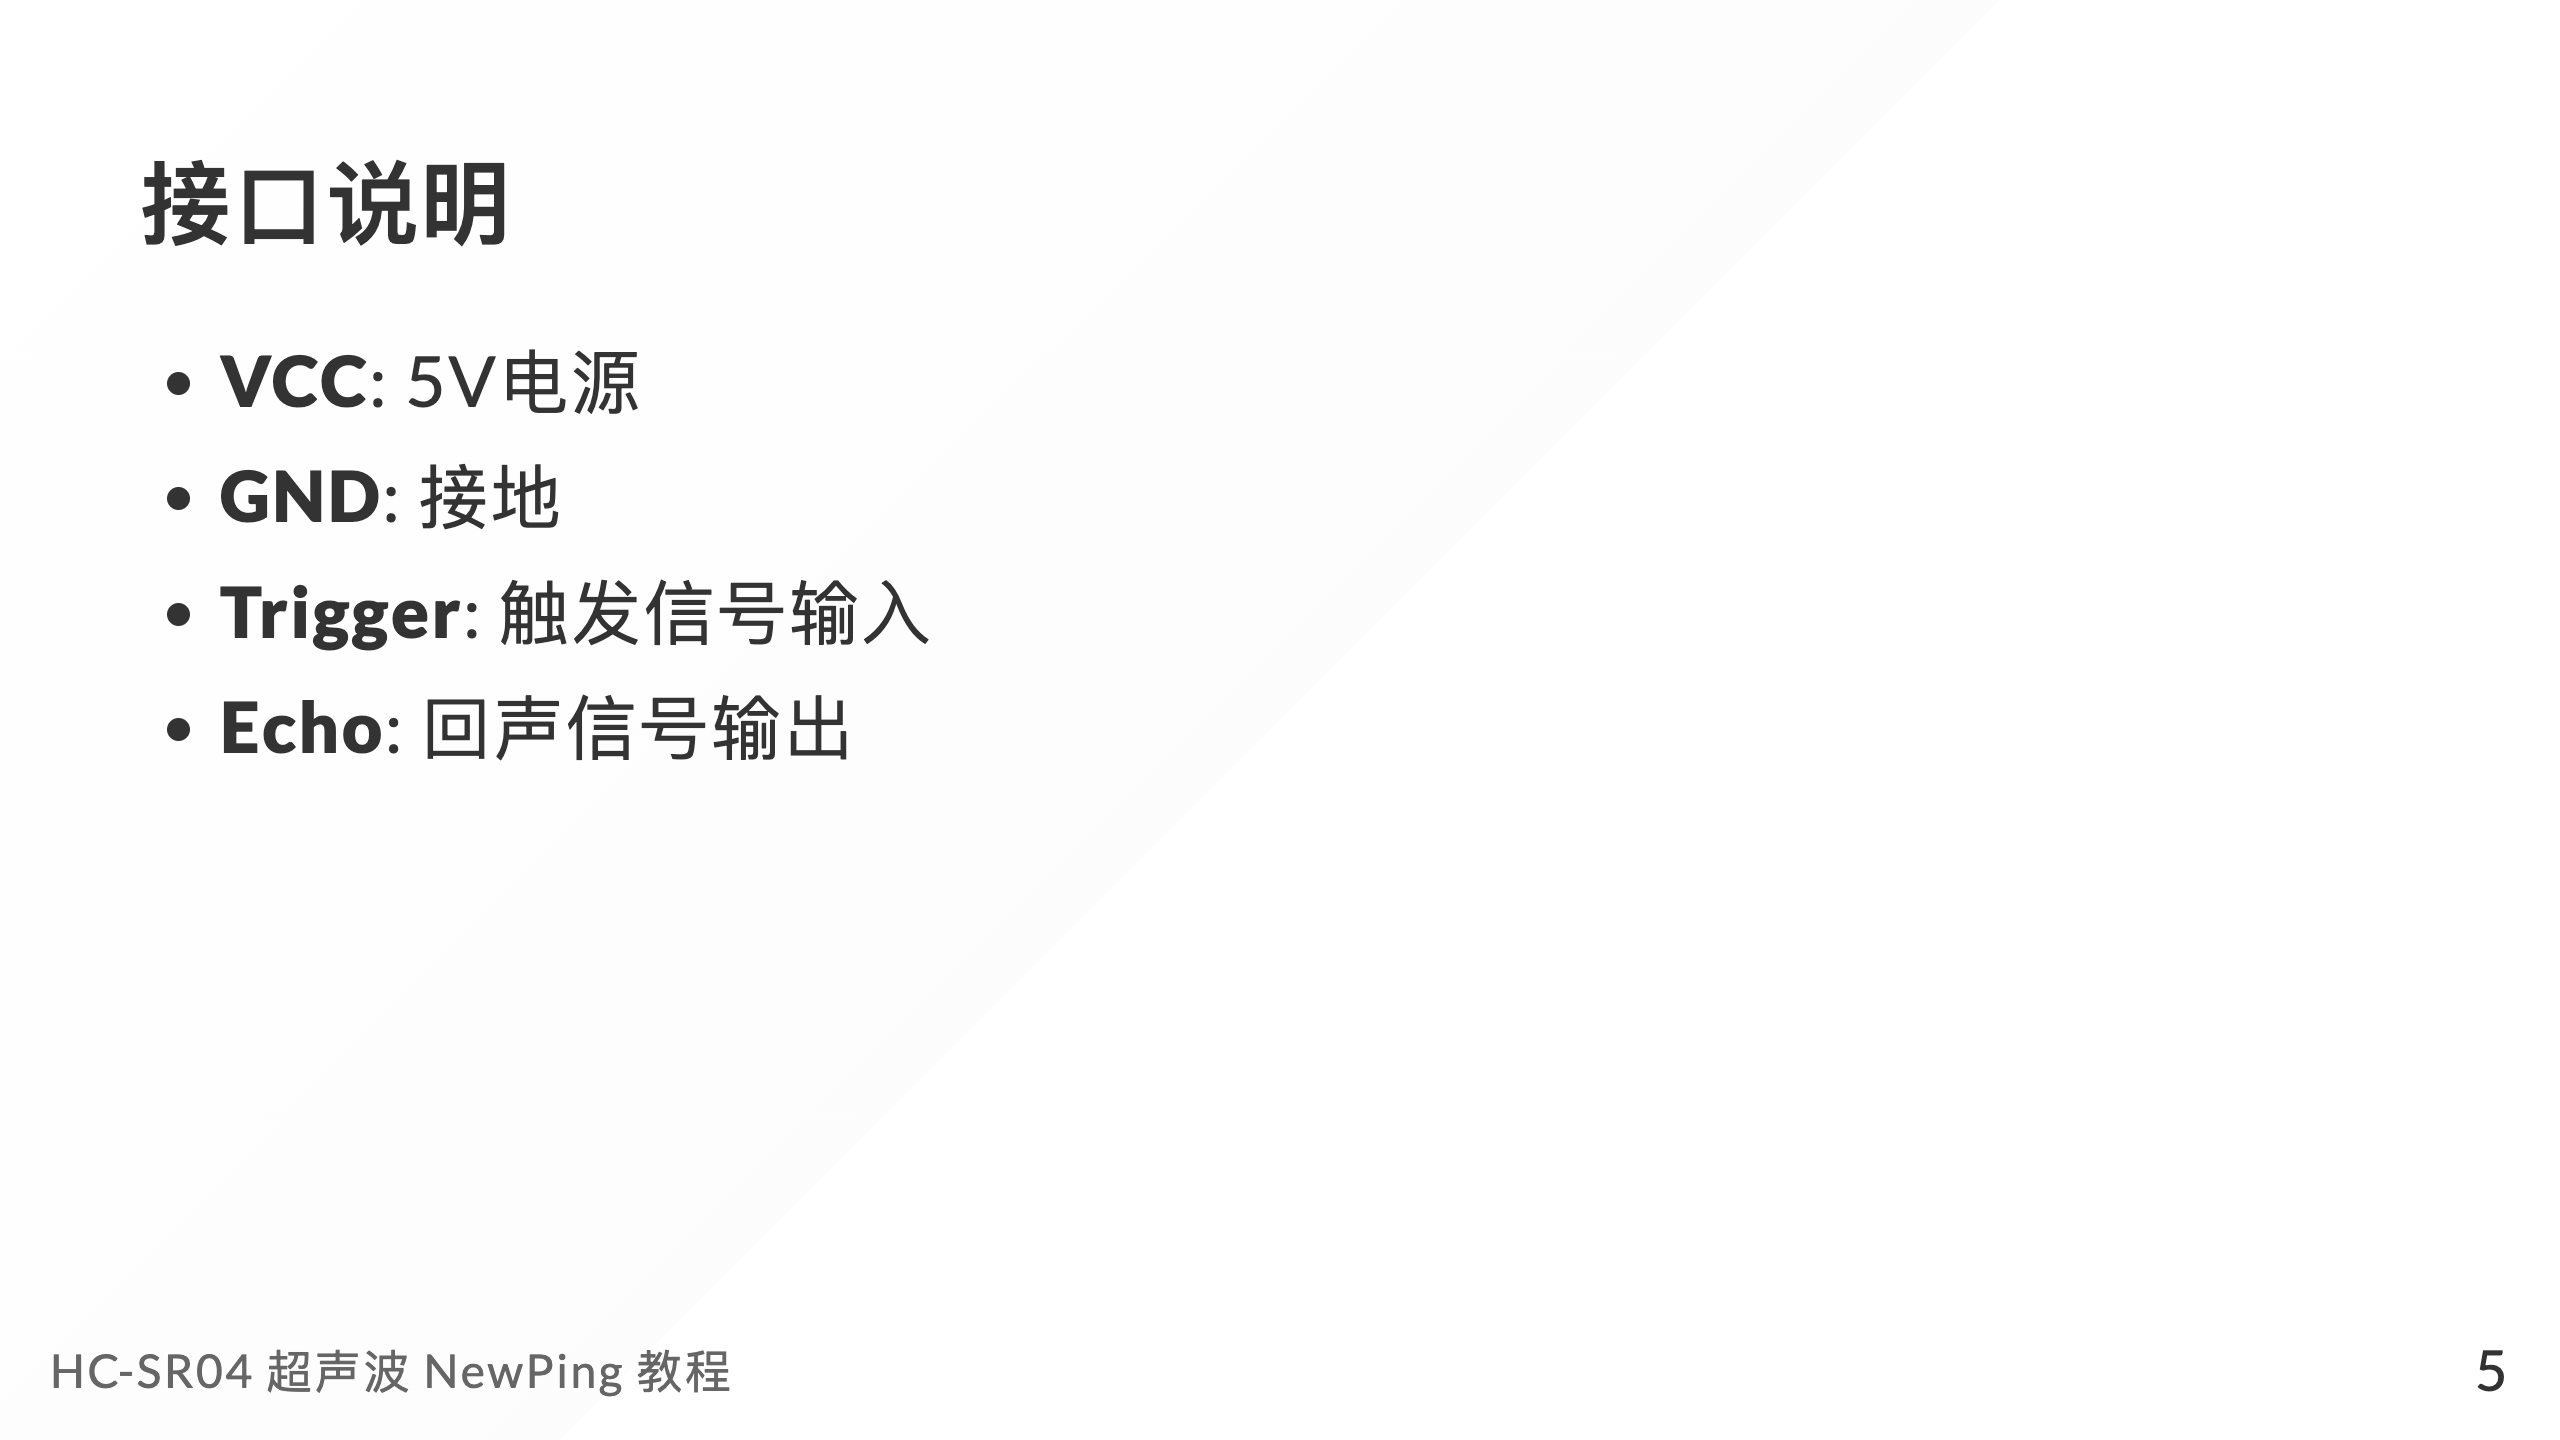 接口说明
• VCC: 5V电源
• GND: 接地
• Trigger: 触发信号输入
• Echo: 回声信号输出
HC-SR04 超声波 NewPing 教程
5